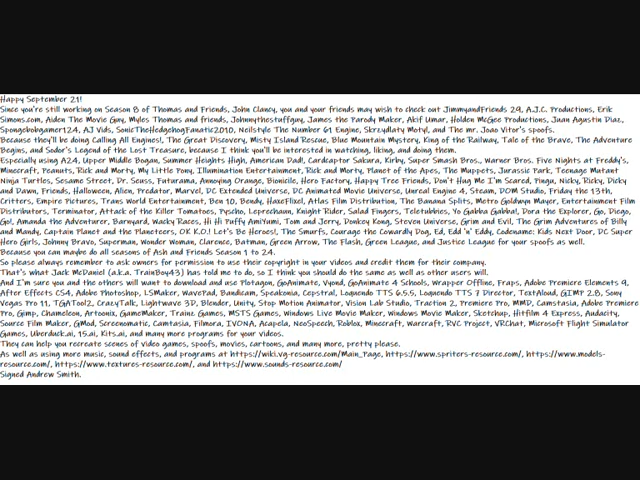 Happy September 21!
Since you're still working on Season 8 of Thomas and Friends, John Clancy, you and your friends may wish to check out JimmyandFriends 29, A.J.C. Productions, Erik
Simons.com, Aiden The Movie Guy, Myles Thomas and friends, Johnnythestuffguy, James the Parody Maker, Akif Umar, Holden McGee Productions, Juan Agustin Diaz,
Spongebobgamer124, AJ Vids, SonicTheHedgehogFanatic2010, Neilstyle The Number 61 Engine, Skrzydlaty Motyl, and The mr. Joao Vitor's spoofs.
Because they'll be doing Calling All Engines!, The Great Discovery, Misty Island Rescue, Blue Mountain Mystery, King of the Railway, Tale of the Brave, The Adventure
Begins, and Sodor's Legend of the Lost Treasure, because I think you'll be interested in watching, liking, and doing them.
Especially using A24, Upper Middle Bogan, Summer Heights High, American Dad!, Cardcaptor Sakura, Kirby, Super Smash Bros., Warner Bros. Five Nights at Freddy's,
Minecraft, Peanuts, Rick and Morty, My Little Pony, Illumination Entertainment, Rick and Morty, Planet of the Apes, The Muppets, Jurassic Park, Teenage Mutant
Ninja Turtles, Sesame Street, Dr. Seuss, Futurama, Annoying Orange, Bionicle, Hero Factory, Happy Tree Friends, Don't Hug Me I'm Scared, Pingu, Nicky, Ricky, Dicky
and Dawn, Friends, Halloween, Alien, Predator, Marvel, DC Extended Universe, DC Animated Movie Universe, Unreal Engine 4, Steam, DOM Studio, Friday the 13th,
Critters, Empire Pictures, Trans World Entertainment, Ben 10, Bendy, HaxeFlixel, Atlas Film Distribution, The Banana Splits, Metro Goldwyn Mayer, Entertainment Film
Distributors, Terminator, Attack of the Killer Tomatoes, Pyscho, Leprechaun, Knight Rider, Salad Fingers, Teletubbies, Yo Gabba Gabba!, Dora the Explorer, Go, Diego,
Go!, Amanda the Adventurer, Barnyard, Wacky Races, Hi Hi Puffy AmiYumi, Tom and Jerry, Donkey Kong, Steven Universe, Grim and Evil, The Grim Adventures of Billy
and Mandy, Captain Planet and the Planeteers, OK K.O.! Let's Be Heroes!, The Smurfs, Courage the Cowardly Dog, Ed, Edd 'n' Eddy, Codename: Kids Next Door, DC Super
Hero Girls, Johnny Bravo, Superman, Wonder Woman, Clarence, Batman, Green Arrow, The Flash, Green League, and Justice League for your spoofs as well.
Because you can maybe do all seasons of Ash and Friends Season 1 to 24.
So please always remember to ask owners for permission to use their copyright in your videos and credit them for their company.
That's what Jack McDaniel (a.k.a. TrainBoy43) has told me to do, so I think you should do the same as well as other users will.
And I'm sure you and the others will want to download and use Plotagon, GoAnimate, Vyond, GoAnimate 4 Schools, Wrapper Offline, Fraps, Adobe Premiere Elements 9,
After Effects CS4, Adobe Photoshop, LSMaker, WavePad, Bandicam, Speakonia, Cepstral, Loquendo TTS 6.5.5, Loquendo TTS 7 Director, TextAloud, GIMP 2.8, Sony
Vegas Pro 11, TGATool2, CrazyTalk, Lightwave 3D, Blender, Unity, Stop Motion Animator, Vision Lab Studio, Traction 2, Premiere Pro, MMD, Camstasia, Adobe Premiere
Pro, Gimp, Chameleon, Artoonix, GameMaker, Trainz Games, MSTS Games, Windows Live Movie Maker, Windows Movie Maker, Sketchup, Hitfilm 4 Express, Audacity,
Source Film Maker, GMod, Screenomatic, Camtasia, Filmora, IVONA, Acapela, NeoSpeech, Roblox, Minecraft, Warcraft, RVC Project, VRChat, Microsoft Flight Simulator
Games, Uberduck.ai, 15.ai, Kits.ai, and many more programs for your videos.
They can help you recreate scenes of video games, spoofs, movies, cartoons, and many more, pretty please.
As well as using more music, sound effects, and programs at https://wiki.vg-resource.com/Main_Page, https://www.spriters-resource.com/, https://www.models-
resource.com/, https://www.textures-resource.com/, and https://www.sounds-resource.com/
Signed Andrew Smith.